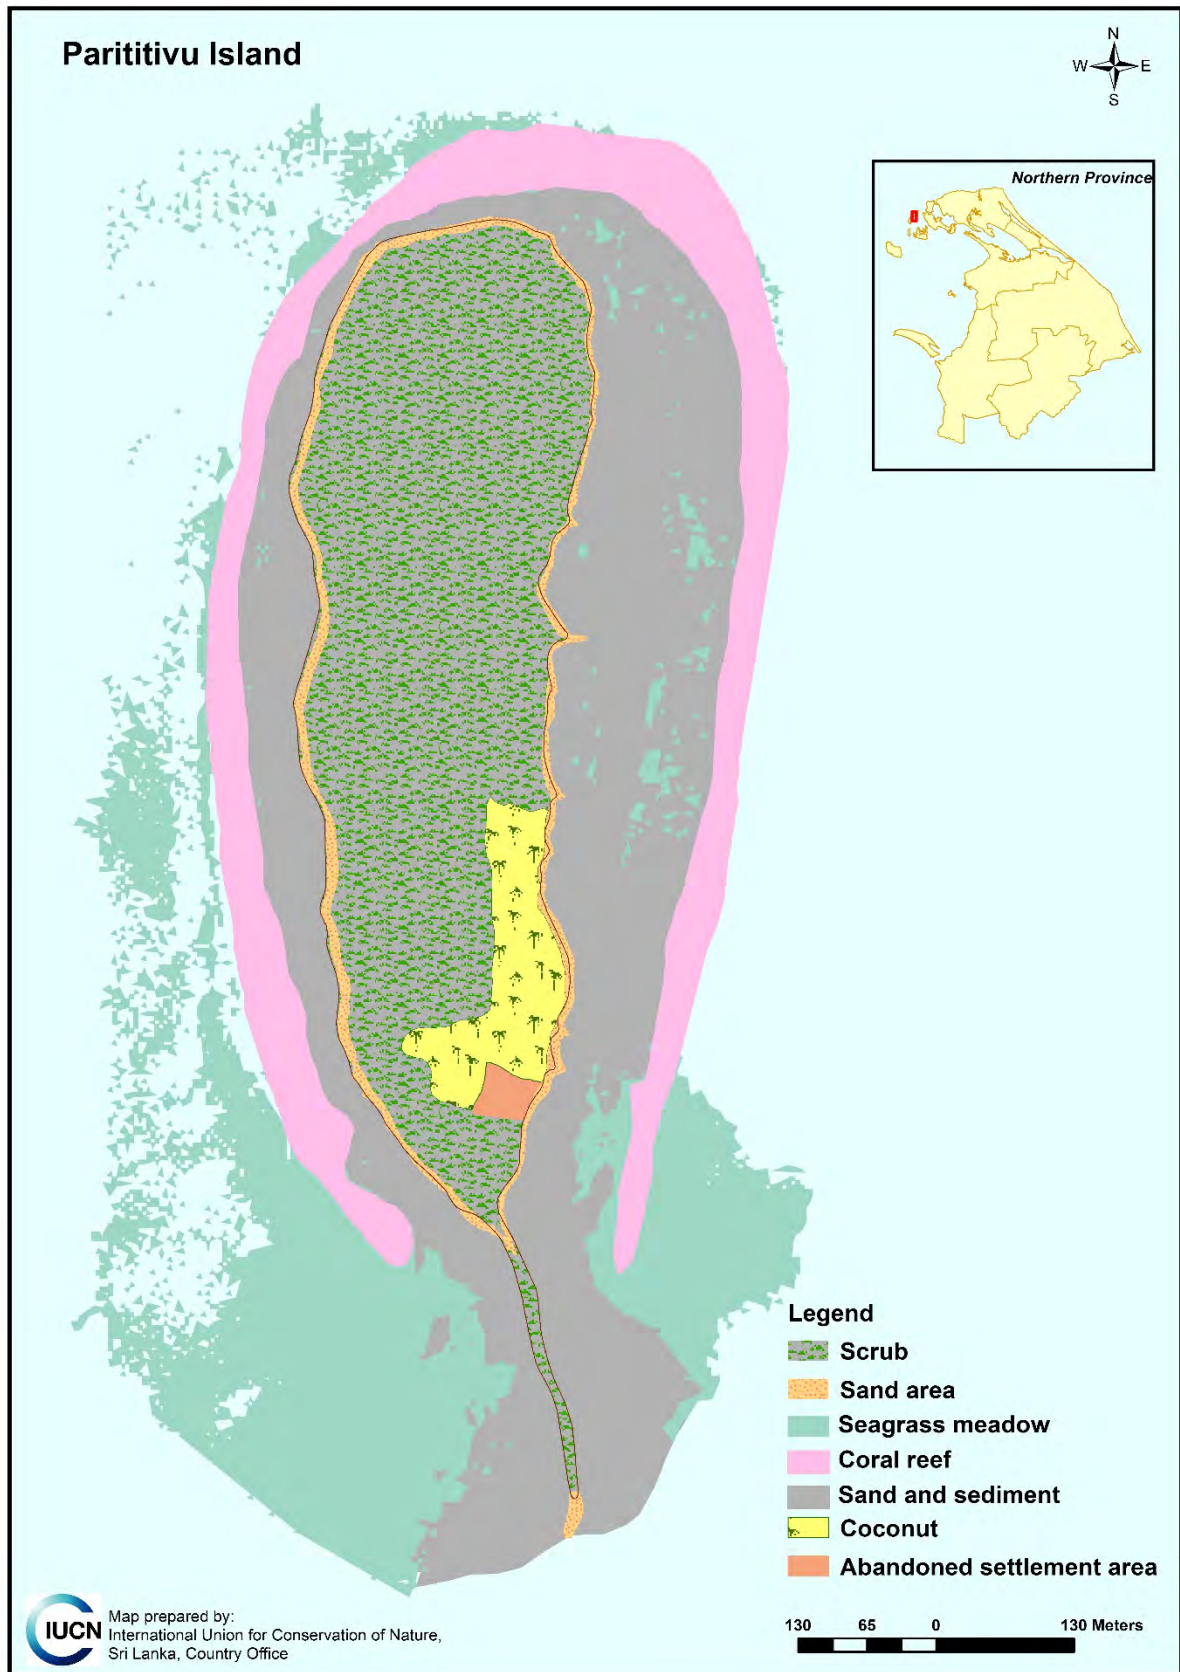 Parititivu Island
N
W
E
S
Northern Province
Legend
Scrub
Sand area
Seagrass meadow
Coral reef
Sand and sediment
Coconut
Abandoned settlement area
IUCN
Map prepared by:
International Union for Conservation of Nature,
Sri Lanka, Country Office
130 65 0 130 Meters